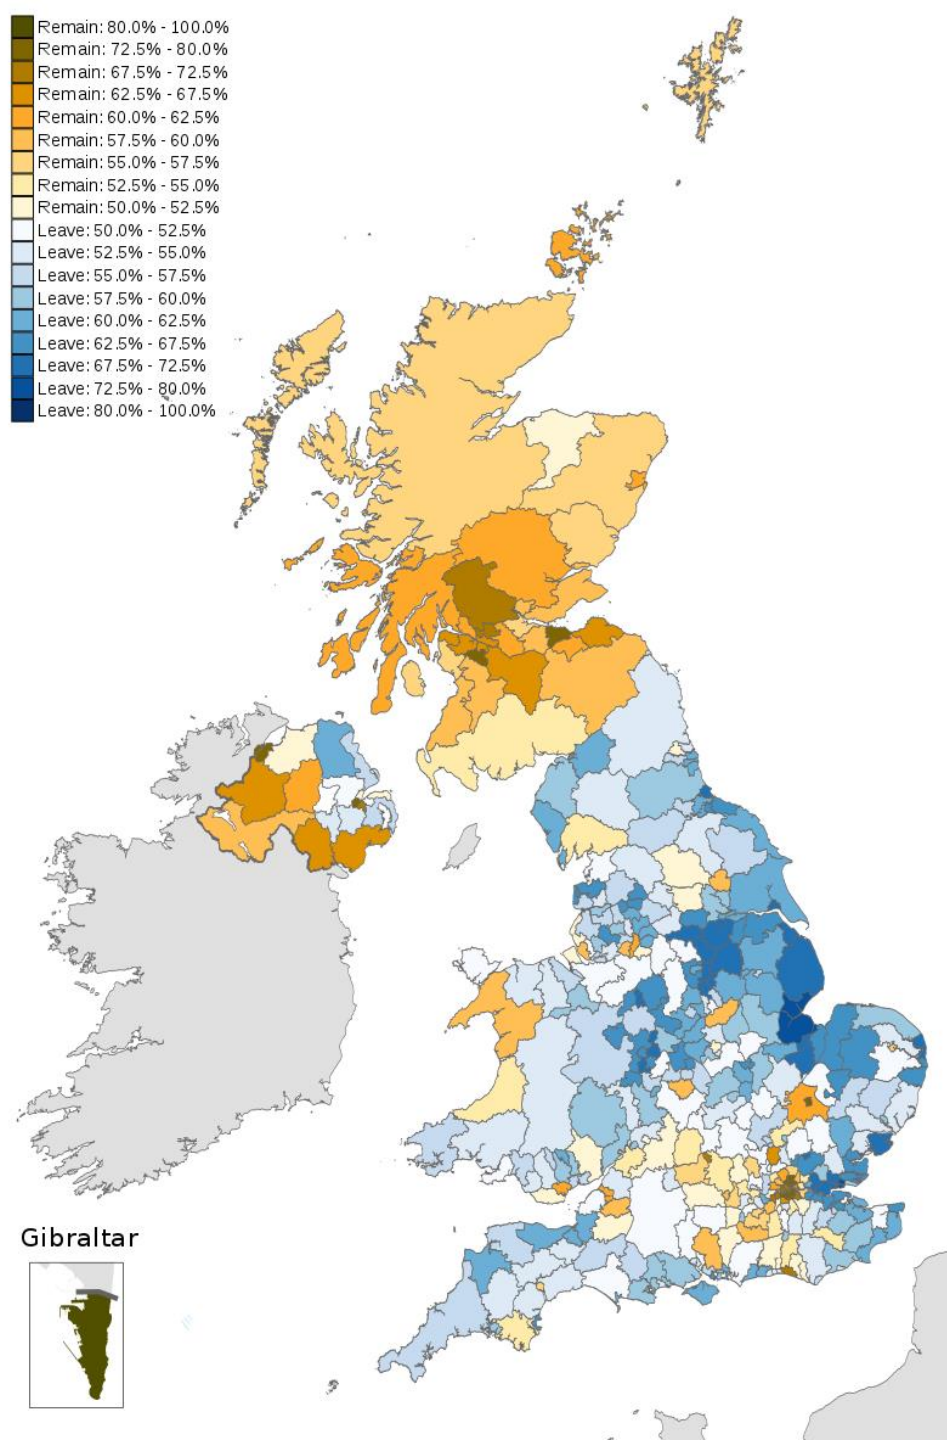 Remain: 80.0% - 100.0%
Remain: 72.5% - 80.0%
Remain: 67.5% - 72.5%
Remain: 62.5% - 67.5%
Remain: 60.0% - 62.5%
Remain: 57.5% - 60.0%
Remain: 55.0% - 57.5%
Remain: 52.5% - 55.0%
Remain: 50.0% - 52.5%
Leave: 50.0% - 52.5%
Leave: 52.5% - 55.0%
Leave: 55.0% - 57.5%
Leave: 57.5% - 60.0%
Leave: 60.0% - 62.5%
Leave: 62.5% - 67.5%
Leave: 67.5% - 72.5%
Leave: 72.5% - 80.0%
Leave: 80.0% - 100.0%
Gibraltar